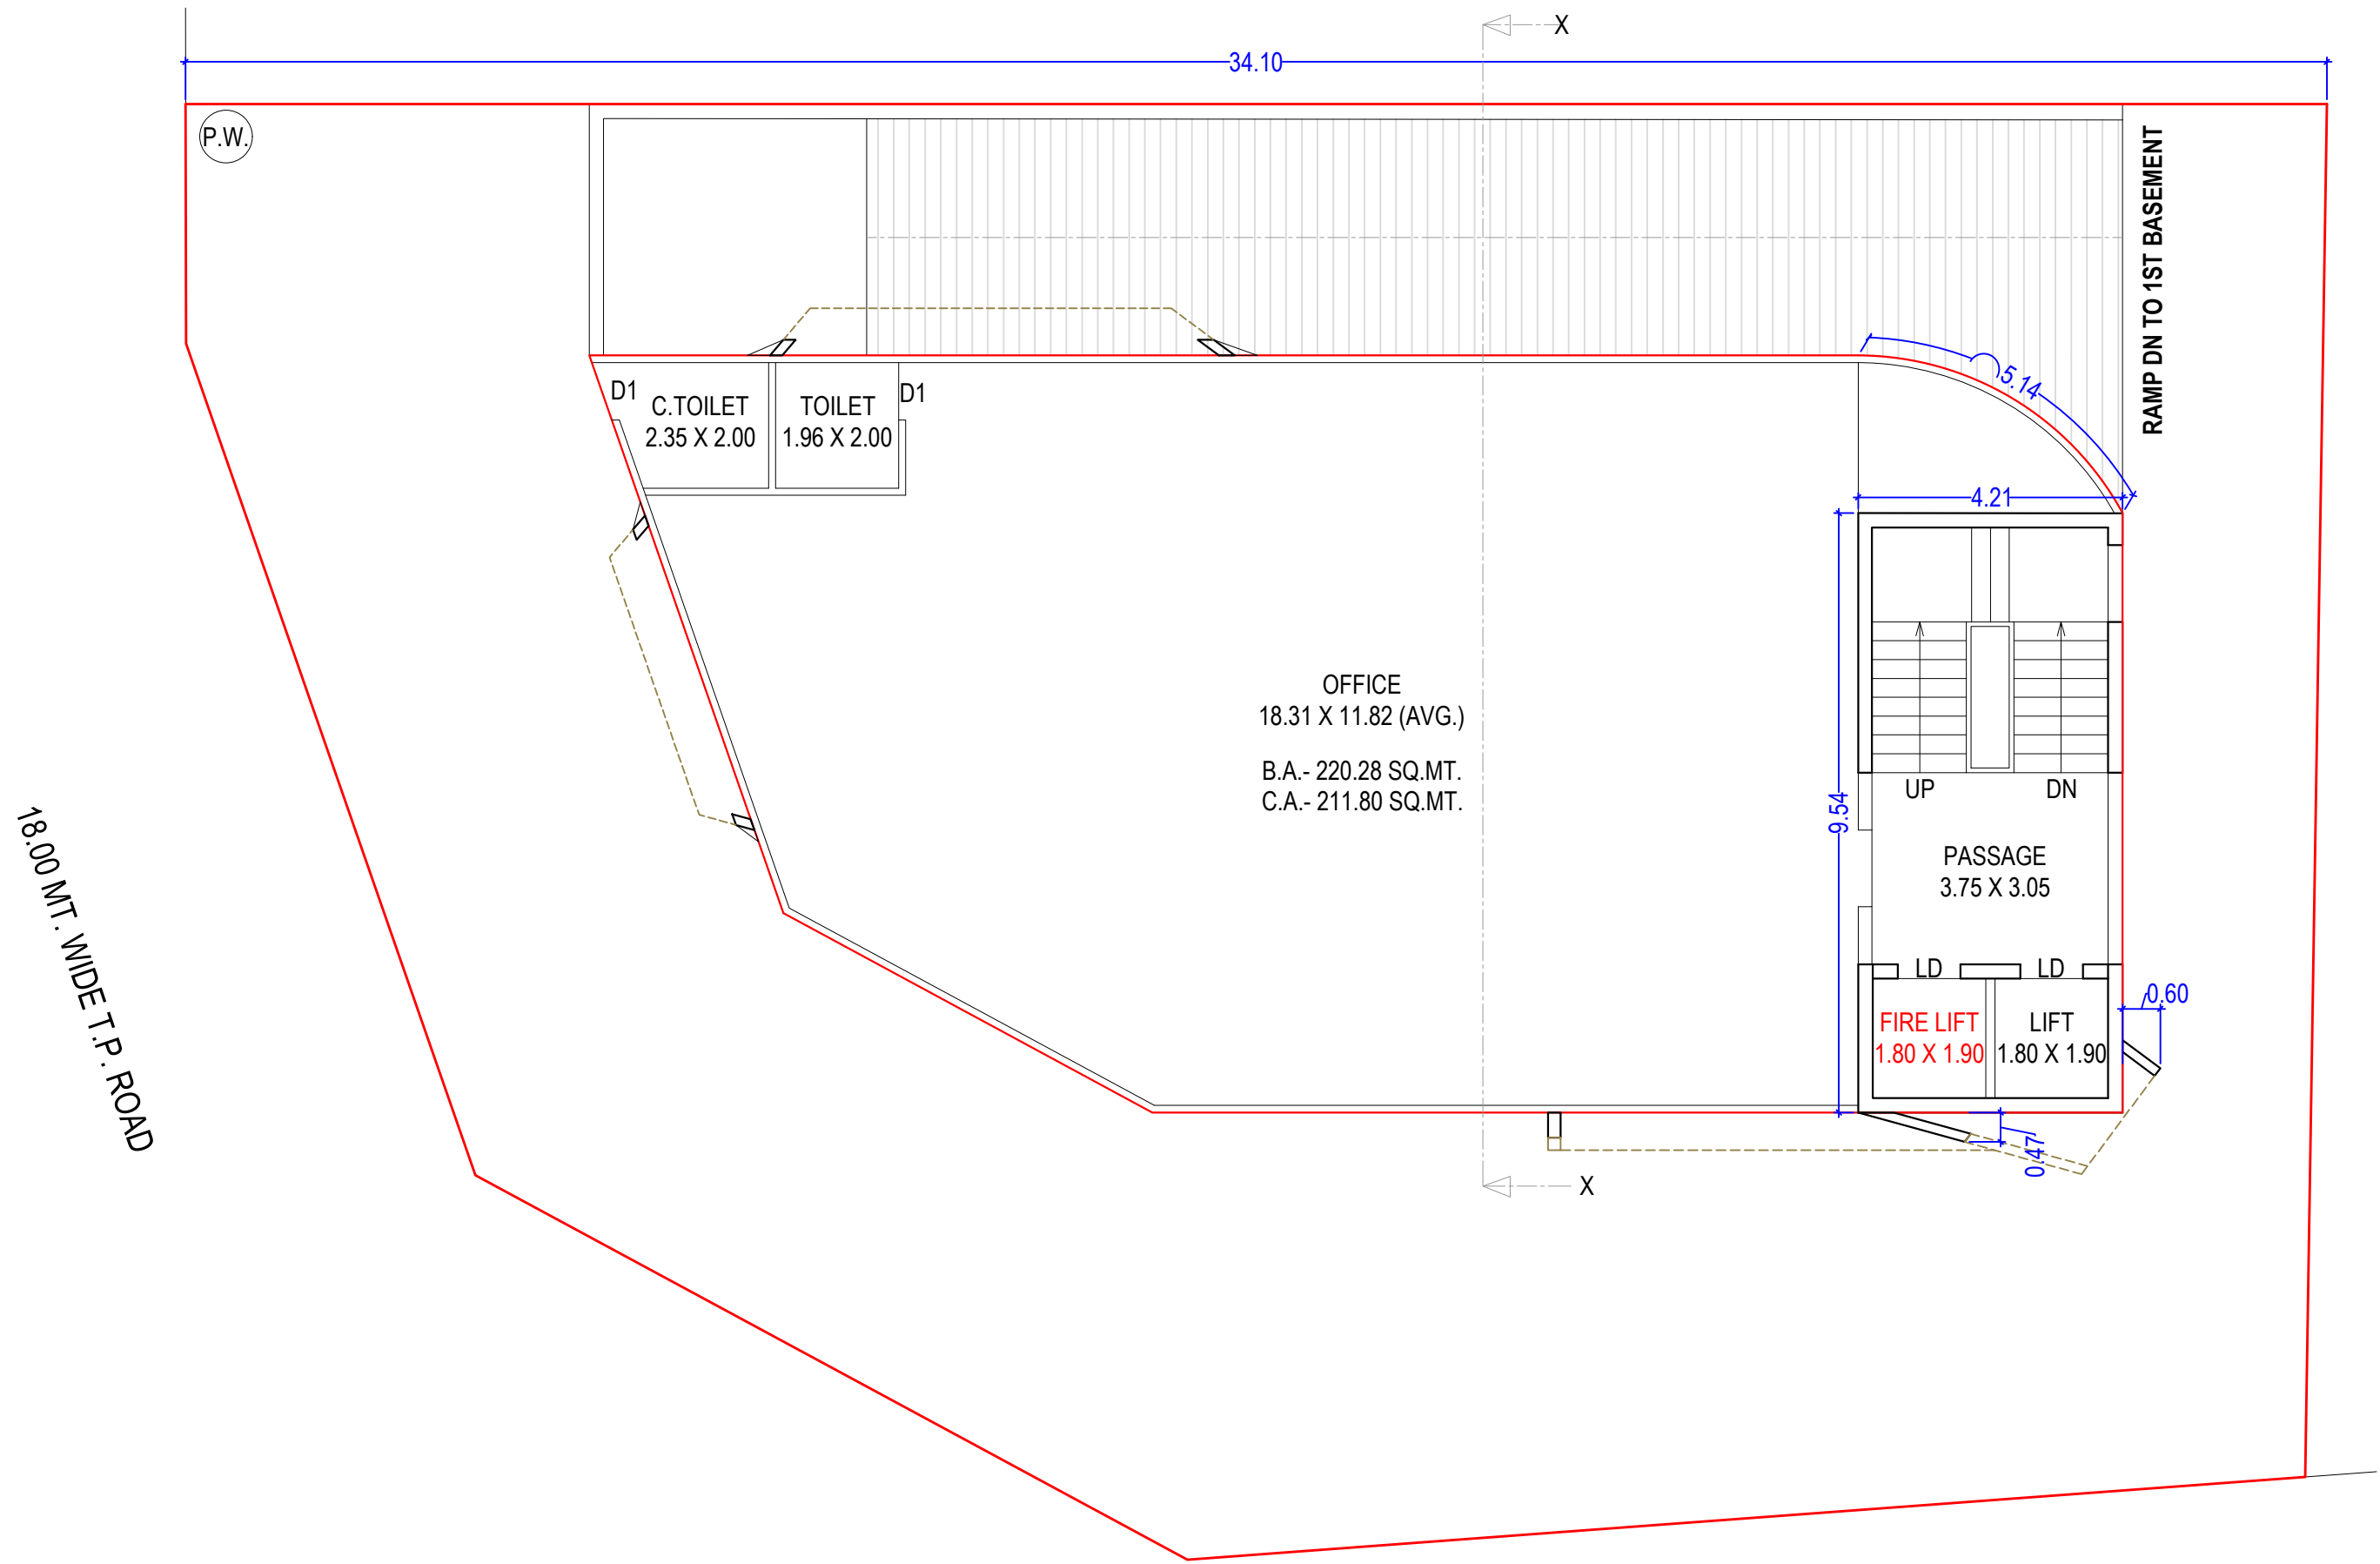 X
34.10
P.W.
RAMP DN TO 1ST BASEMENT
5.14
D1
C.TOILET
2.35 X 2.00
TOILET
1.96 X 2.00
D1
4.21
OFFICE
18.31 X 11.82 (AVG.)
B.A.- 220.28 SQ.MT.
C.A.- 211.80 SQ.MT.
9.54
UP
DN
PASSAGE
3.75 X 3.05
LD
LD
0.60
FIRE LIFT
1.80 X 1.90
LIFT
1.80 X 1.90
0.47
X
18.00 MT. WIDE T.P. ROAD